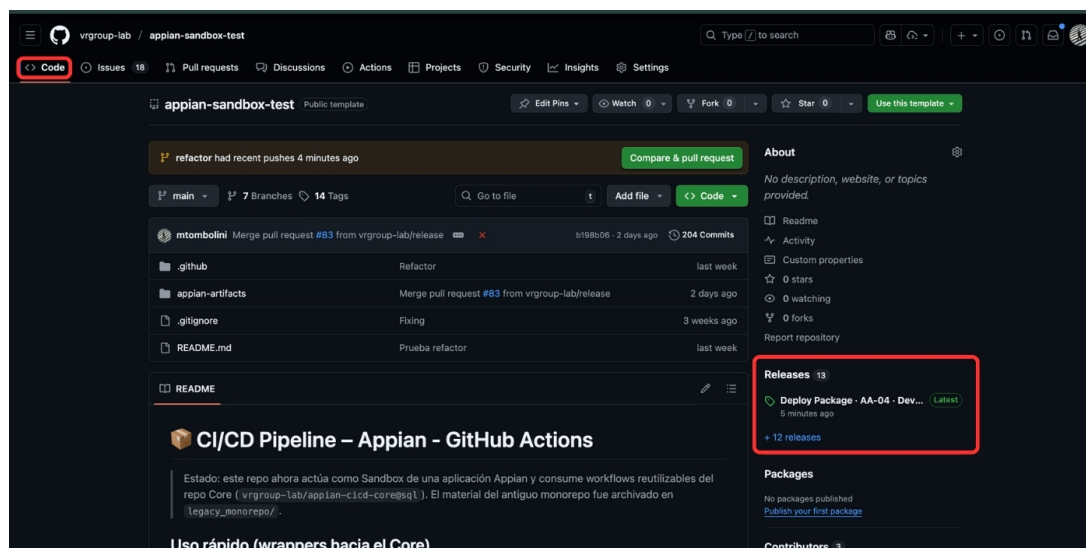 vrgroup-lab / appian-sandbox-test
Type / to search
Code
Issues 18
Pull requests
Discussions
Actions
Projects
Security
Insights
Settings
appian-sandbox-test Public template
Edit Pins
Watch 0
Fork 0
Star 0
Use this template
refactor had recent pushes 4 minutes ago
Compare & pull request
main
7 Branches
14 Tags
Go to file t
Add file
<> Code
mtombolini Merge pull request #83 from vrgroup-lab/release
b198b06 · 2 days ago
204 Commits
.github Refactor last week
appian-artifacts Merge pull request #83 from vrgroup-lab/release 2 days ago
.gitignore Fixing 3 weeks ago
README.md Prueba refactor last week
README
📦 CI/CD Pipeline – Appian - GitHub Actions
Estado: este repo ahora actúa como Sandbox de una aplicación Appian y consume workflows reutilizables del
repo Core ( vrgroup-lab/appian-cicd-core@sql ). El material del antiguo monorepo fue archivado en
legacy_monorepo/ .
Uso rápido (wrappers hacia el Core)
About
No description, website, or topics
provided.
Readme
Activity
Custom properties
0 stars
0 watching
0 forks
Report repository
Releases 13
Deploy Package · AA-04 · Dev... Latest
5 minutes ago
+ 12 releases
Packages
No packages published
Publish your first package
Contributors 3